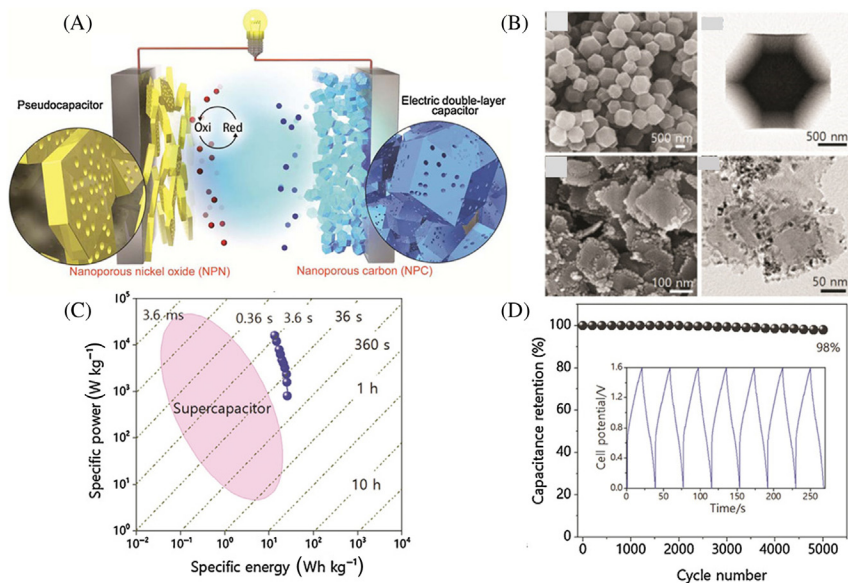 (A)
Pseudocapacitor
Oxi Red
Electric double-layer
capacitor
Nanoporous nickel oxide (NPN)
Nanoporous carbon (NPC)
(B)
500 nm
500 nm
100 nm
50 nm
(C)
10⁵
10⁴
10³
10²
10¹
10⁰
Specific power (W kg⁻¹)
3.6 ms
0.36 s
3.6 s
36 s
360 s
1 h
10 h
Supercapacitor
10⁻² 10⁻¹ 10⁰ 10¹ 10² 10³ 10⁴
Specific energy (Wh kg⁻¹)
(D)
100
80
60
40
20
0
Capacitance retention (%)
98%
1.6
1.2
0.8
0.4
0.0
Cell potential/V
0 50 100 150 200 250
Time/s
0 1000 2000 3000 4000 5000
Cycle number